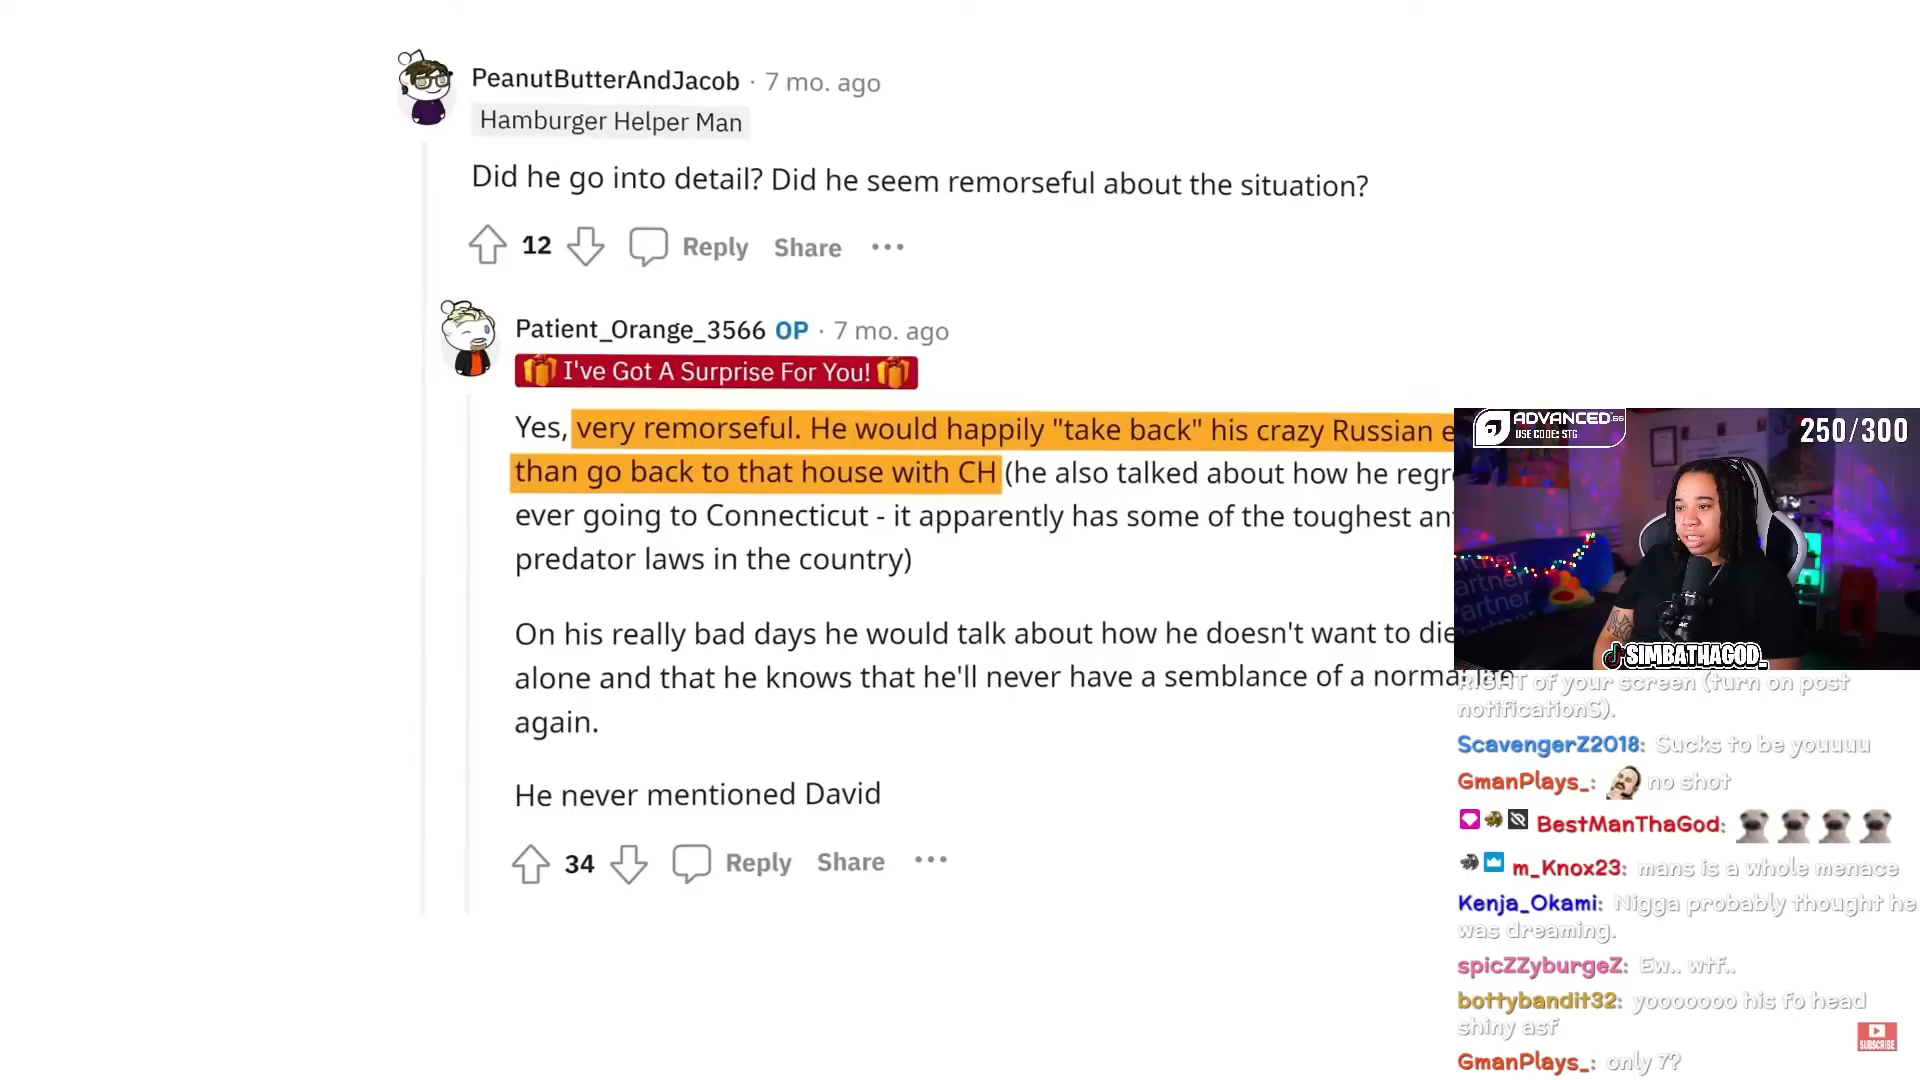 PeanutButterAndJacob · 7 mo. ago
Hamburger Helper Man
Did he go into detail? Did he seem remorseful about the situation?
12 Reply Share ...
Patient_Orange_3566 OP · 7 mo. ago
I've Got A Surprise For You!
Yes, very remorseful. He would happily "take back" his crazy Russian e
than go back to that house with CH (he also talked about how he regre
ever going to Connecticut - it apparently has some of the toughest an
predator laws in the country)
On his really bad days he would talk about how he doesn't want to die
alone and that he knows that he'll never have a semblance of a normal life
again.
He never mentioned David
34 Reply Share ...
ADVANCED.GG
USE CODE: STG
250/300
Partner
Partner
SIMBATHAGOD_
RIGHT of your screen (turn on post
notificationS).
ScavengerZ2018: Sucks to be youuuu
GmanPlays_: no shot
BestManThaGod:
m_Knox23: mans is a whole menace
Kenja_Okami: Nigga probably thought he
was dreaming.
spicZZyburgeZ: Ew.. wtf..
bottybandit32: yooooooo his fo head
shiny asf
SUBSCRIBE
GmanPlays_: only 7?